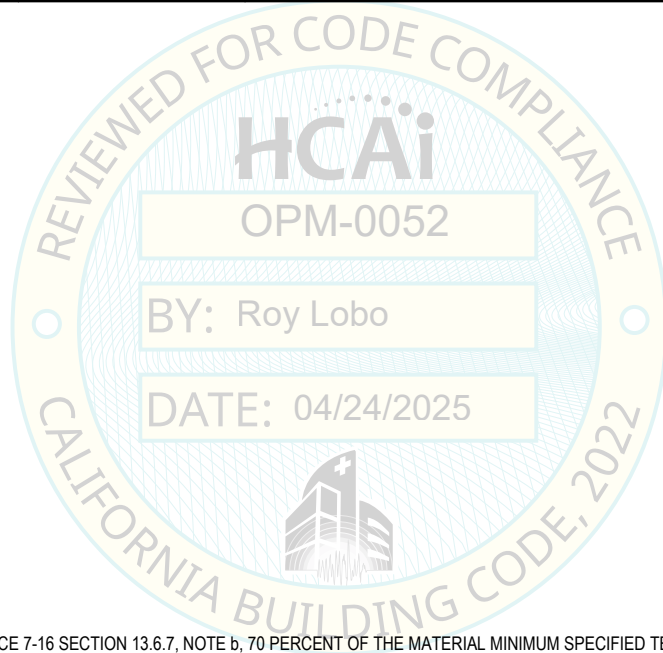 REVIEWED FOR CODE COMPLIANCE
HCAi
OPM-0052
BY: Roy Lobo
DATE: 04/24/2025
CALIFORNIA BUILDING CODE, 2022
CE 7-16 SECTION 13.6.7, NOTE b, 70 PERCENT OF THE MATERIAL MINIMUM SPECIFIED TE